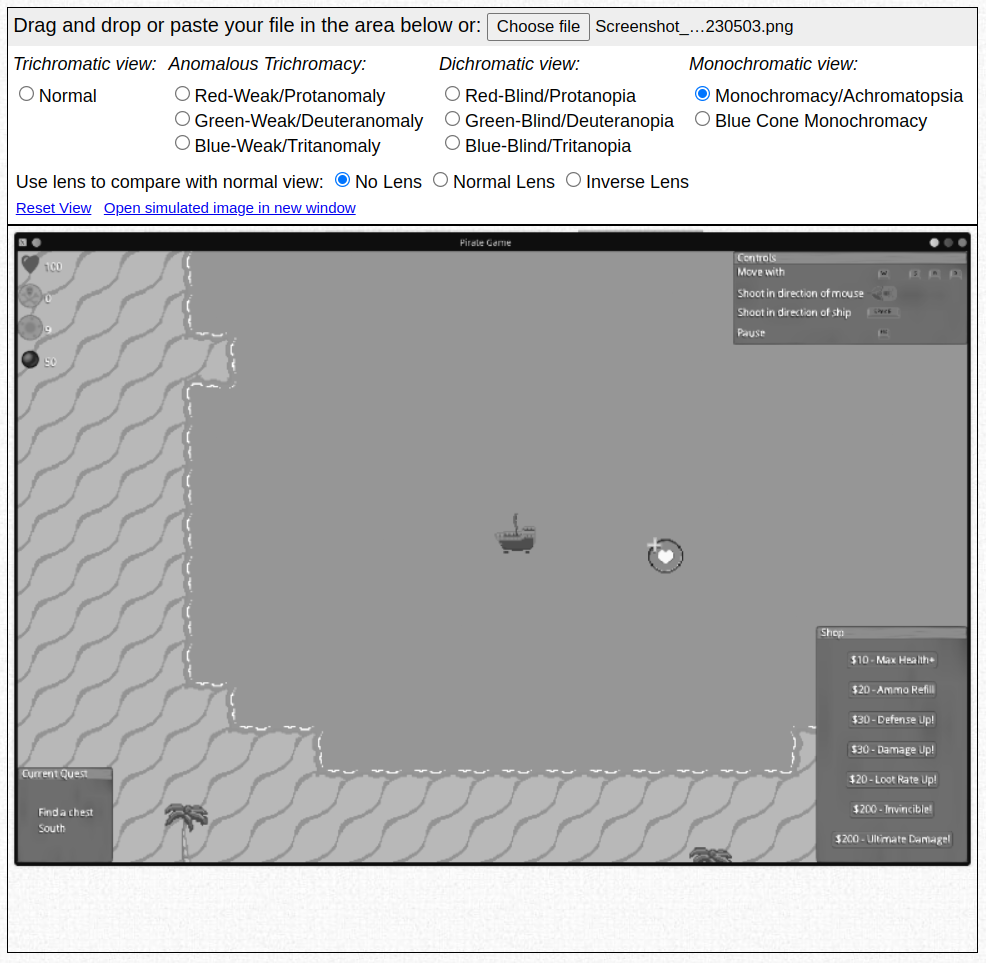 Drag and drop or paste your file in the area below or: Choose file Screenshot_...230503.png
Trichromatic view: Anomalous Trichromacy: Dichromatic view: Monochromatic view:
Normal Red-Weak/Protanomaly Red-Blind/Protanopia Monochromacy/Achromatopsia
Green-Weak/Deuteranomaly Green-Blind/Deuteranopia Blue Cone Monochromacy
Blue-Weak/Tritanomaly Blue-Blind/Tritanopia
Use lens to compare with normal view: No Lens Normal Lens Inverse Lens
Reset View Open simulated image in new window
Pirate Game
100
0
9
50
Controls
Move with
Shoot in direction of mouse
Shoot in direction of ship
Pause
Shop
$10 - Max Health+
$20 - Ammo Refill
$30 - Defense Up!
$30 - Damage Up!
$20 - Loot Rate Up!
$200 - Invincible!
$200 - Ultimate Damage!
Current Quest
Find a chest
South